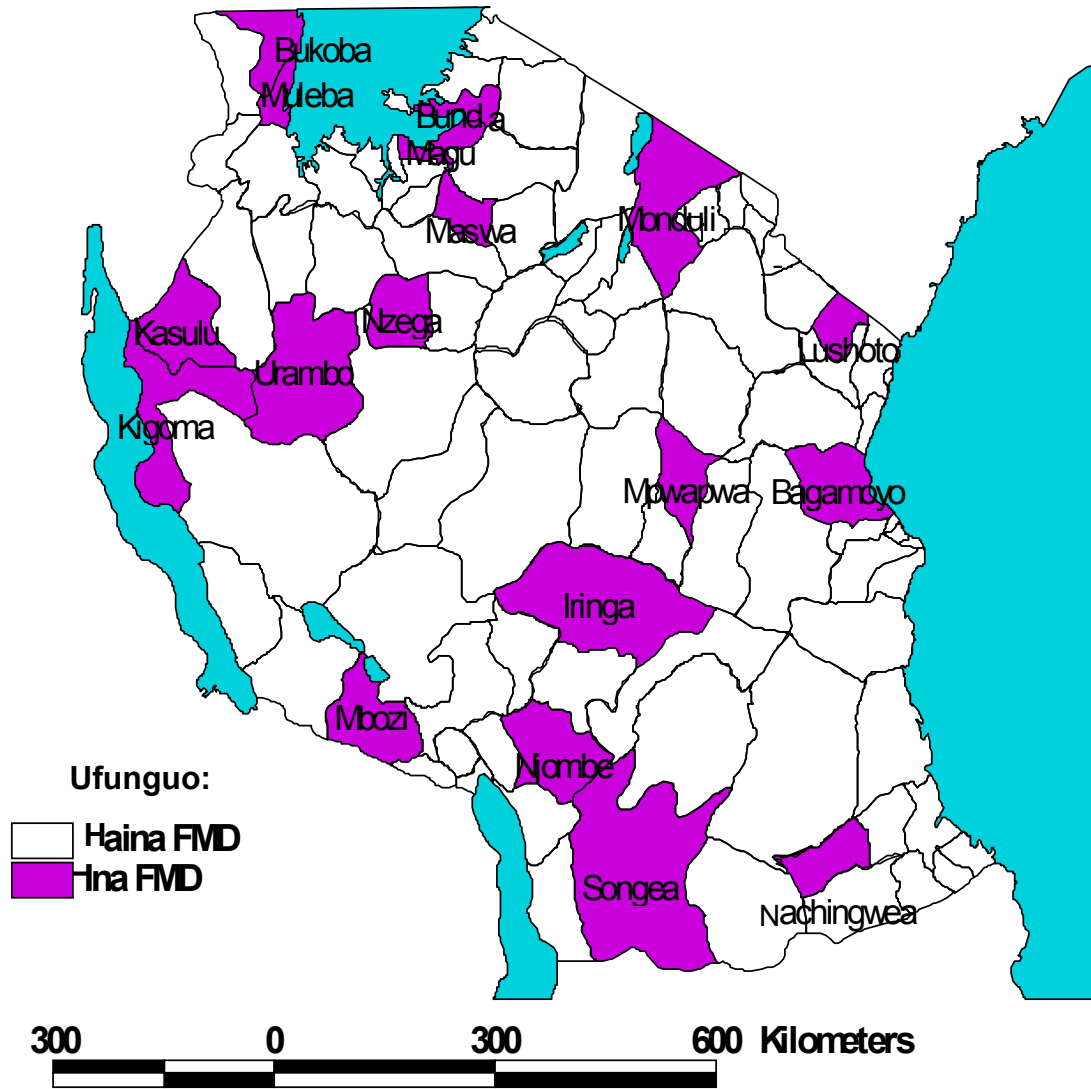 Bukoba
Muleba
Bunda
Magu
Monduli
Maswa
Nzega
Kasulu
Lushoto
Urambo
Kigoma
Mpwapwa
Bagamoyo
Iringa
Mbozi
Njombe
Ufunguo:
Haina FMD
Ina FMD
Songea
Nachingwea
300 0 300 600 Kilometers